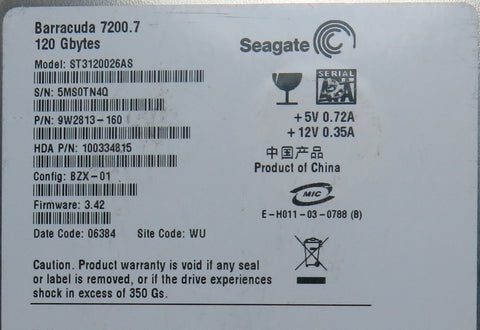 Barracuda 7200.7
120 Gbytes
Seagate
Model: ST3120026AS
S/N: 5MS0TN4Q
SERIAL
ATA
P/N: 9W2813-160
+5V 0.72A
+12V 0.35A
HDA P/N: 100334815
中国产品
Product of China
Config: BZX-01
MIC
Firmware: 3.42
E-H011-03-0788 (B)
Date Code: 06384 Site Code: WU
Caution. Product warranty is void if any seal
or label is removed, or if the drive experiences
shock in excess of 350 Gs.